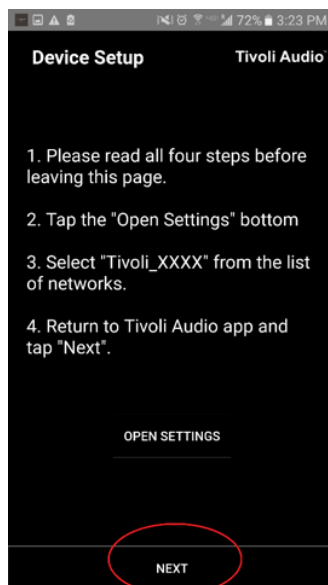 72% 3:23 PM
Device Setup
Tivoli Audio
1. Please read all four steps before
leaving this page.
2. Tap the "Open Settings" bottom
3. Select "Tivoli_XXXX" from the list
of networks.
4. Return to Tivoli Audio app and
tap "Next".
OPEN SETTINGS
NEXT